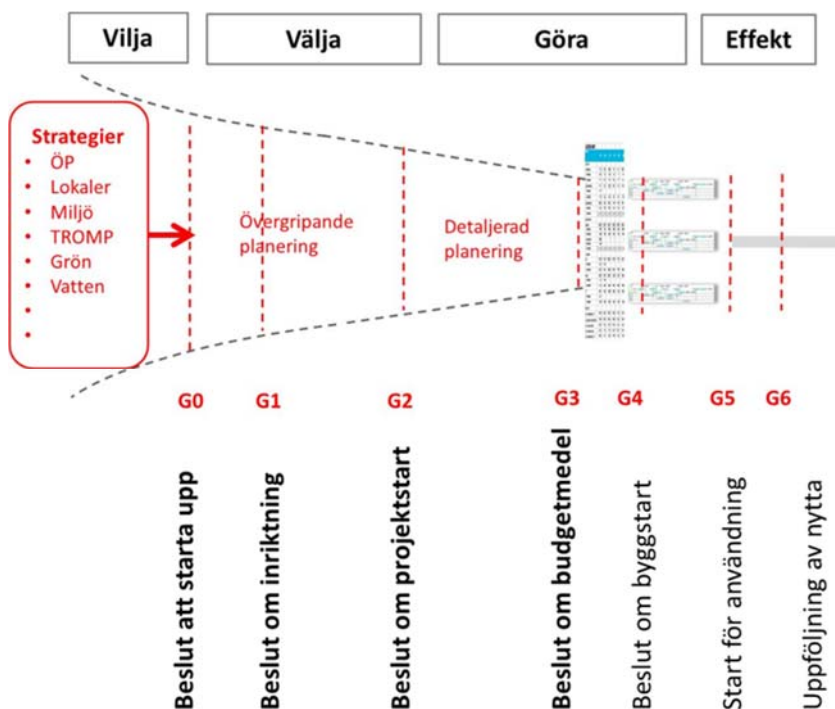 Vilja
Välja
Göra
Effekt
Strategier
• ÖP
• Lokaler
• Miljö
• TROMP
• Grön
• Vatten
•
•
Övergripande
planering
Detaljerad
planering
G0
G1
G2
G3
G4
G5
G6
Beslut att starta upp
Beslut om inriktning
Beslut om projektstart
Beslut om budgetmedel
Beslut om byggstart
Start för användning
Uppföljning av nytta